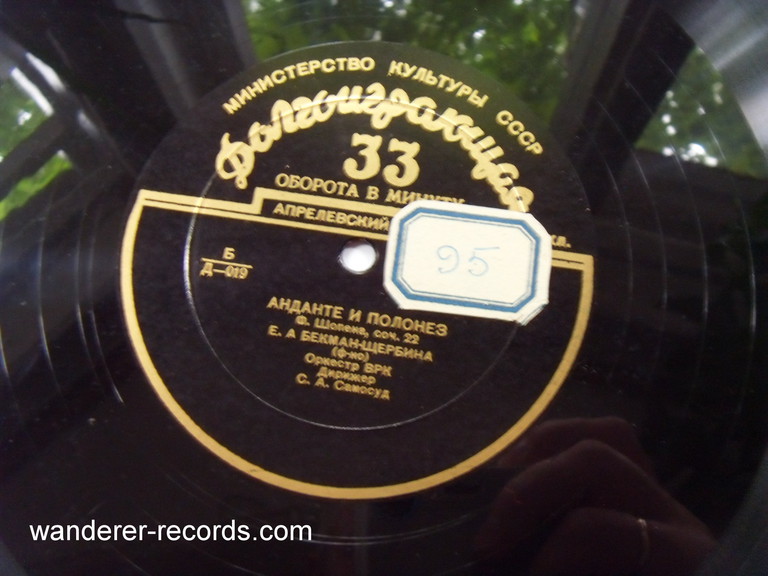 МИНИСТЕРСТВО КУЛЬТУРЫ СССР
Долгоиграющая
33
ОБОРОТА В МИНУТУ
АПРЕЛЕВСКИЙ
95
Б
Д—019
АНДАНТЕ И ПОЛОНЕЗ
Ф. Шопена, соч. 22
Е. А БЕКМАН-ЩЕРБИНА
(ф-но)
Оркестр ВРК
Дирижер
С. А. Самосуд
wanderer-records.com